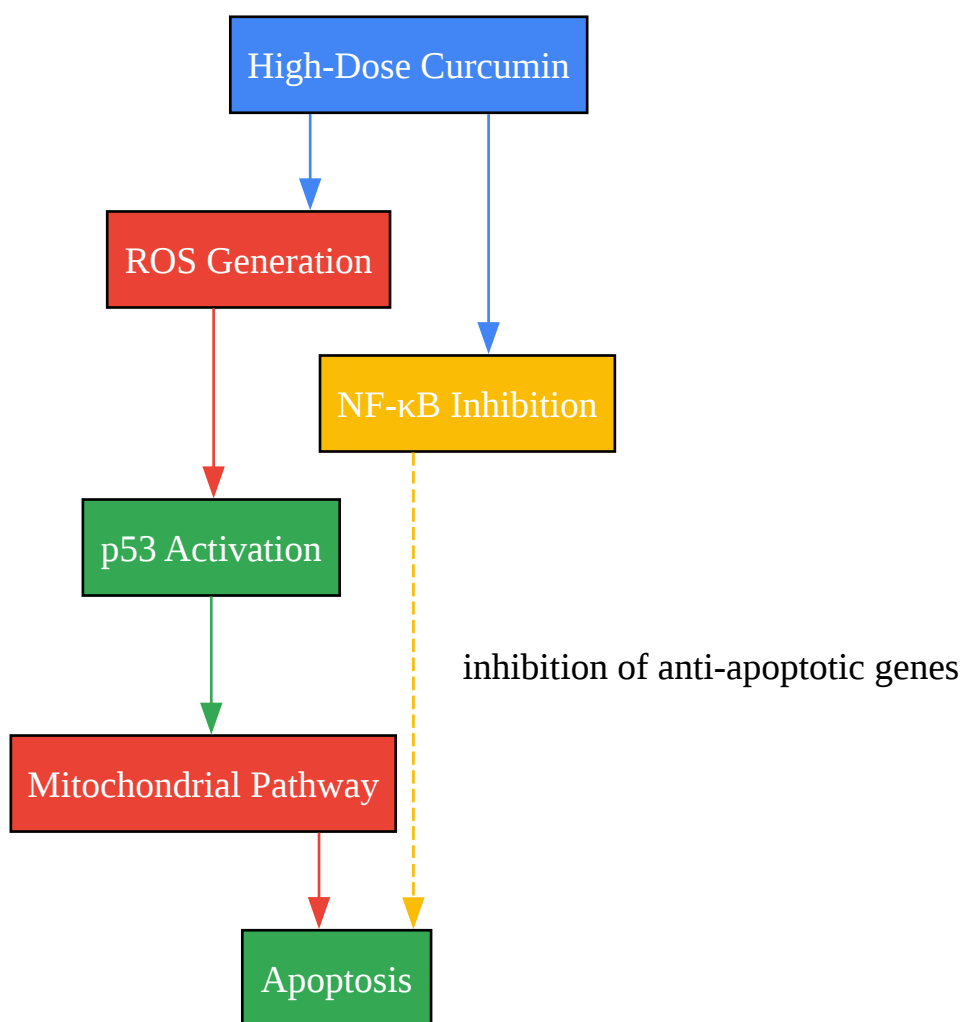 High-Dose Curcumin
ROS Generation
NF-κB Inhibition
p53 Activation
inhibition of anti-apoptotic genes
Mitochondrial Pathway
Apoptosis